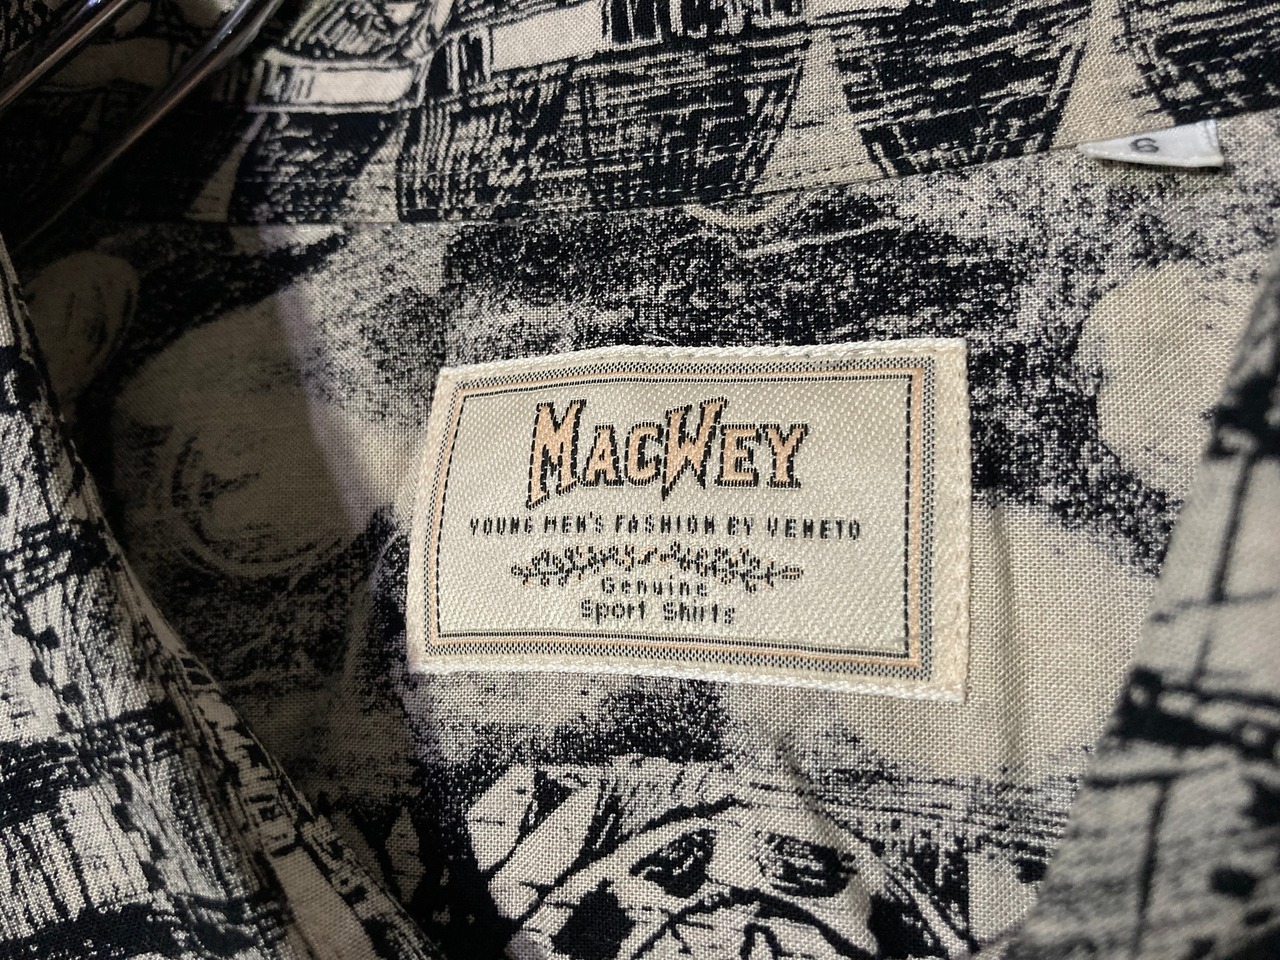 6
MACWEY
YOUNG MEN'S FASHION BY VENETO
Genuine
Sport Shirts